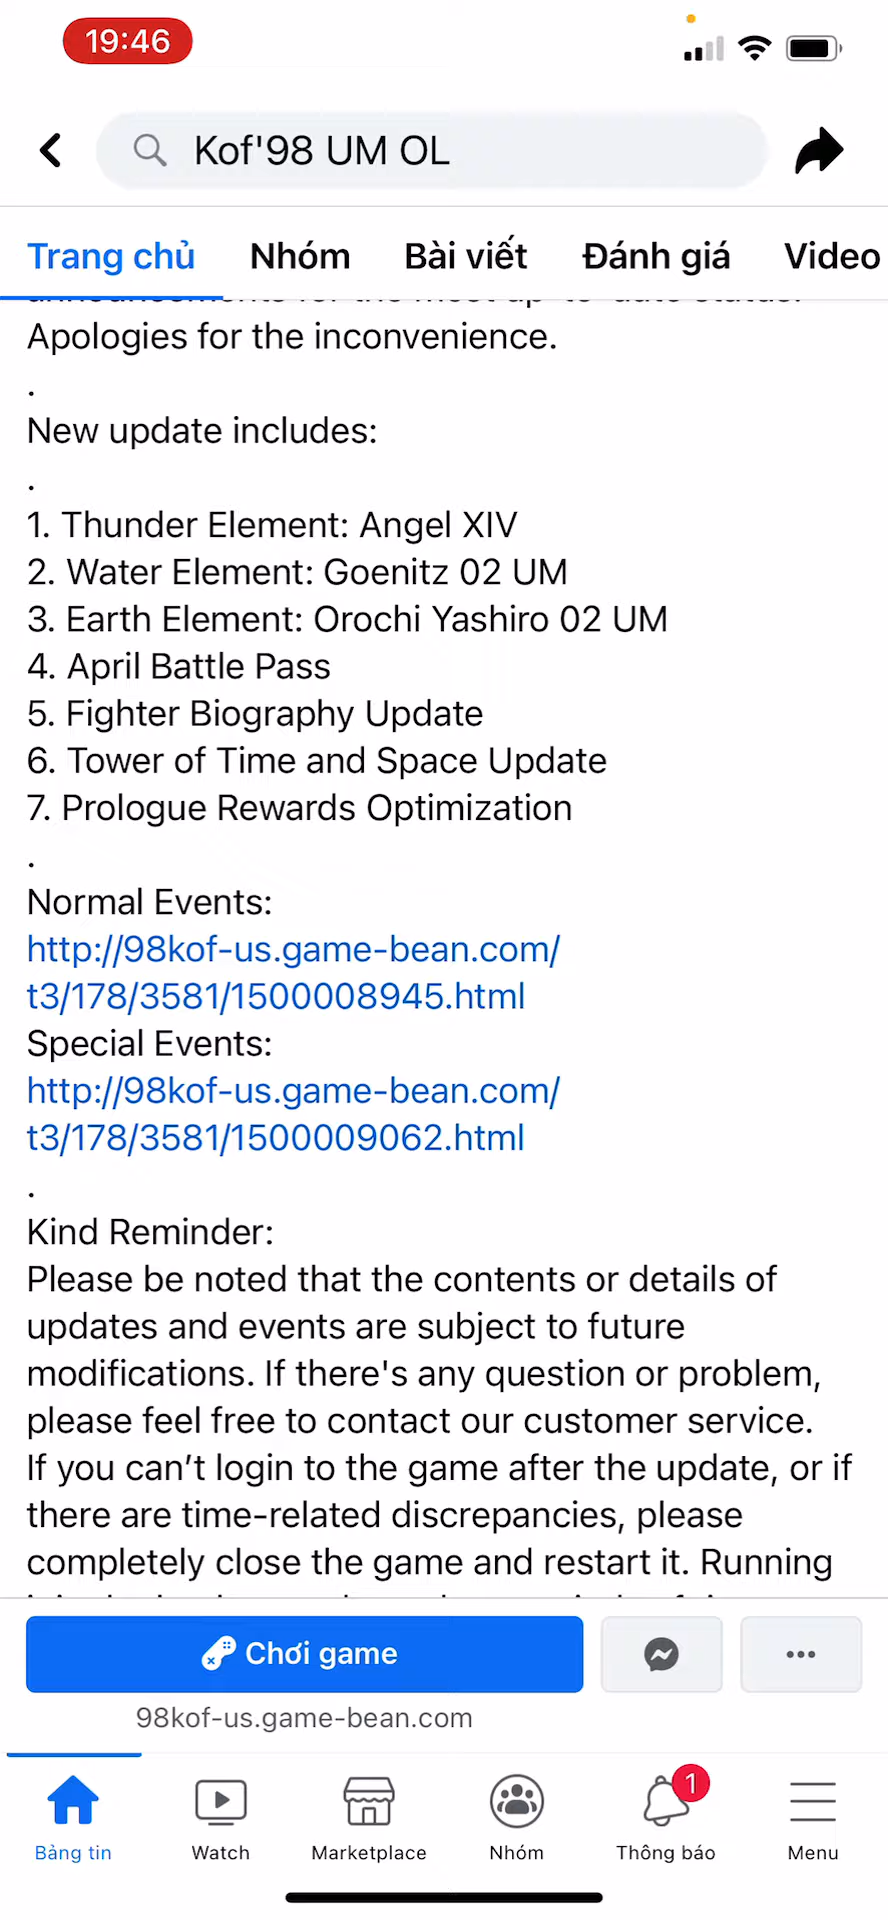 19:46
Kof'98 UM OL
Trang chủ Nhóm Bài viết Đánh giá Video
announcements for the most up-to-date status.
Apologies for the inconvenience.
.
New update includes:
.
1. Thunder Element: Angel XIV
2. Water Element: Goenitz 02 UM
3. Earth Element: Orochi Yashiro 02 UM
4. April Battle Pass
5. Fighter Biography Update
6. Tower of Time and Space Update
7. Prologue Rewards Optimization
.
Normal Events:
http://98kof-us.game-bean.com/
t3/178/3581/1500008945.html
Special Events:
http://98kof-us.game-bean.com/
t3/178/3581/1500009062.html
.
Kind Reminder:
Please be noted that the contents or details of
updates and events are subject to future
modifications. If there's any question or problem,
please feel free to contact our customer service.
If you can’t login to the game after the update, or if
there are time-related discrepancies, please
completely close the game and restart it. Running
Chơi game
98kof-us.game-bean.com
1
Bảng tin Watch Marketplace Nhóm Thông báo Menu